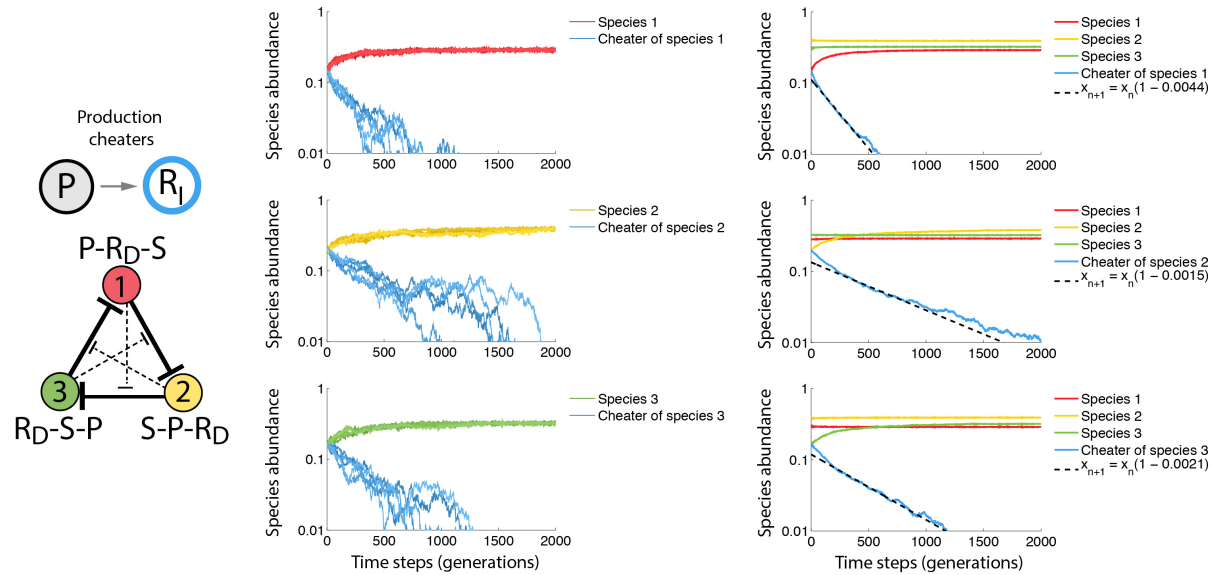 Production
cheaters
P
R_I
P-R_D-S
1
3
2
R_D-S-P
S-P-R_D
Species abundance
1
0.1
0.01
0
500
1000
1500
2000
Species 1
Cheater of species 1
Species abundance
1
0.1
0.01
0
500
1000
1500
2000
Species 1
Species 2
Species 3
Cheater of species 1
x_{n+1} = x_n(1 − 0.0044)
Species abundance
1
0.1
0.01
0
500
1000
1500
2000
Species 2
Cheater of species 2
Species abundance
1
0.1
0.01
0
500
1000
1500
2000
Species 1
Species 2
Species 3
Cheater of species 2
x_{n+1} = x_n(1 − 0.0015)
Species abundance
1
0.1
0.01
0
500
1000
1500
2000
Time steps (generations)
Species 3
Cheater of species 3
Species abundance
1
0.1
0.01
0
500
1000
1500
2000
Time steps (generations)
Species 1
Species 2
Species 3
Cheater of species 3
x_{n+1} = x_n(1 − 0.0021)